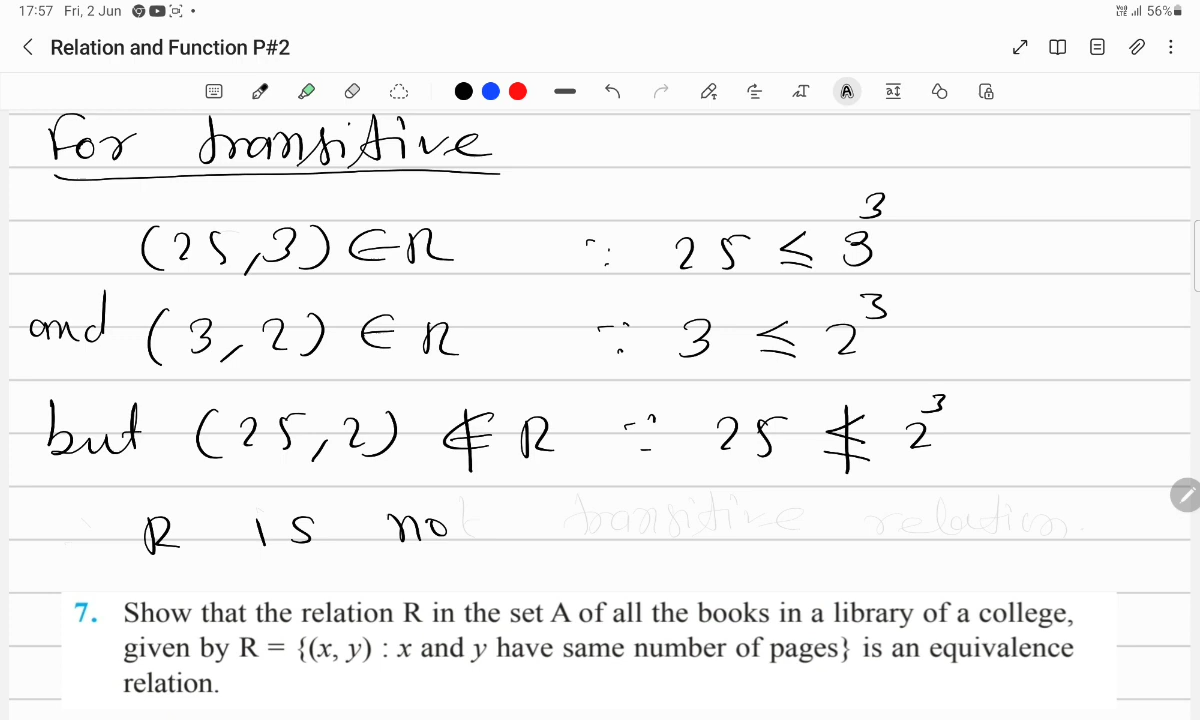 17:57 Fri, 2 Jun
Vo)) LTE 56%
Relation and Function P#2
For transitive
(25,3) ∈ R ∵ 25 ≤ 3³
and (3,2) ∈ R ∵ 3 ≤ 2³
but (25,2) ∉ R ∵ 25 ≰ 2³
R is not transitive relation.
7. Show that the relation R in the set A of all the books in a library of a college,
given by R = {(x, y) : x and y have same number of pages} is an equivalence
relation.